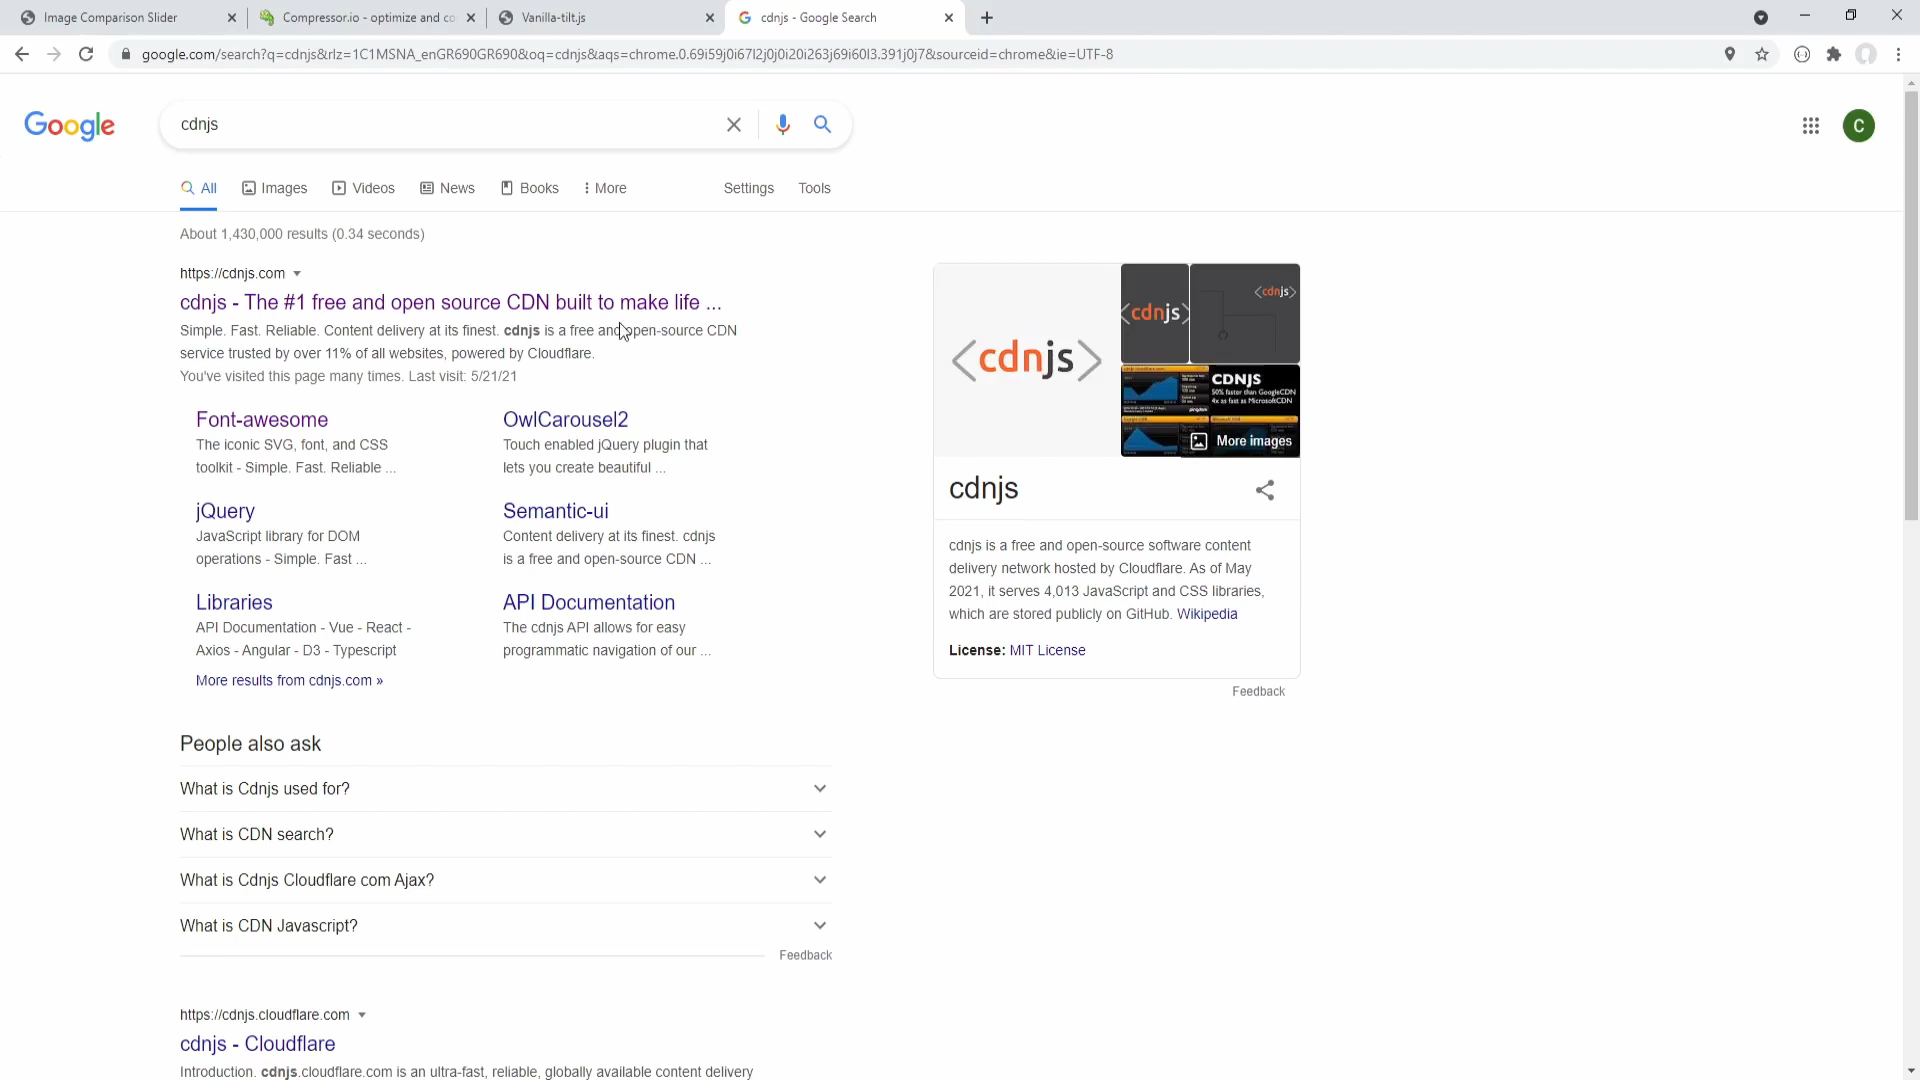 Image Comparison Slider
Compressor.io - optimize and co
Vanilla-tilt.js
cdnjs - Google Search
google.com/search?q=cdnjs&rlz=1C1MSNA_enGR690GR690&oq=cdnjs&aqs=chrome.0.69i59j0i67l2j0j0i20i263j69i60l3.391j0j7&sourceid=chrome&ie=UTF-8
Google
cdnjs
C
All
Images
Videos
News
Books
More
Settings
Tools
About 1,430,000 results (0.34 seconds)
https://cdnjs.com
cdnjs - The #1 free and open source CDN built to make life ...
Simple. Fast. Reliable. Content delivery at its finest. cdnjs is a free and open-source CDN
service trusted by over 11% of all websites, powered by Cloudflare.
You've visited this page many times. Last visit: 5/21/21
Font-awesome
The iconic SVG, font, and CSS
toolkit - Simple. Fast. Reliable ...
OwlCarousel2
Touch enabled jQuery plugin that
lets you create beautiful ...
jQuery
JavaScript library for DOM
operations - Simple. Fast ...
Semantic-ui
Content delivery at its finest. cdnjs
is a free and open-source CDN ...
Libraries
API Documentation - Vue - React -
Axios - Angular - D3 - Typescript
API Documentation
The cdnjs API allows for easy
programmatic navigation of our ...
More results from cdnjs.com »
People also ask
What is Cdnjs used for?
What is CDN search?
What is Cdnjs Cloudflare com Ajax?
What is CDN Javascript?
Feedback
https://cdnjs.cloudflare.com
cdnjs - Cloudflare
Introduction. cdnjs.cloudflare.com is an ultra-fast, reliable, globally available content delivery
<cdnjs>
<cdnjs>
<cdnjs>
CDNJS
50% faster than GoogleCDN
4x as fast as MicrosoftCDN
More images
cdnjs
cdnjs is a free and open-source software content
delivery network hosted by Cloudflare. As of May
2021, it serves 4,013 JavaScript and CSS libraries,
which are stored publicly on GitHub. Wikipedia
License: MIT License
Feedback